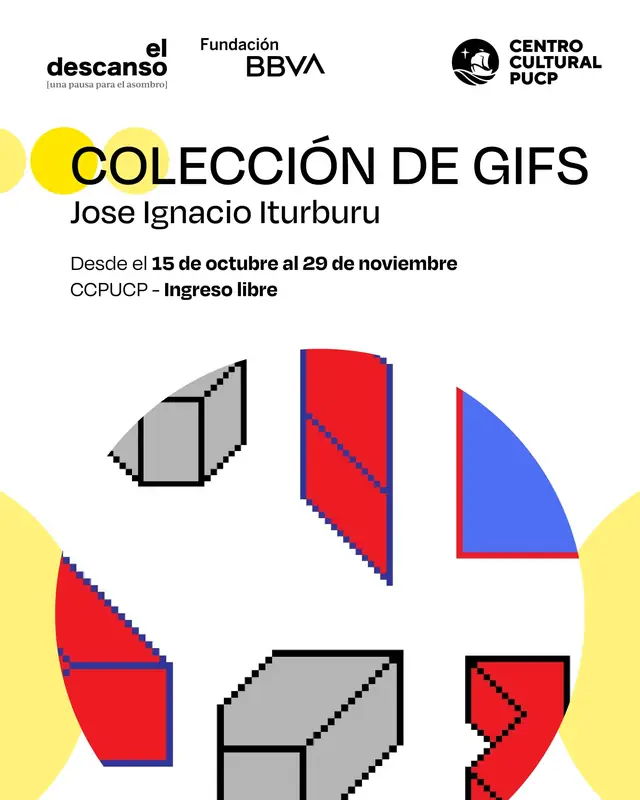 el
descanso
[una pausa para el asombro]
Fundación
BBVA
CENTRO
CULTURAL
PUCP
COLECCIÓN DE GIFS
Jose Ignacio Iturburu
Desde el 15 de octubre al 29 de noviembre
CCPUCP - Ingreso libre